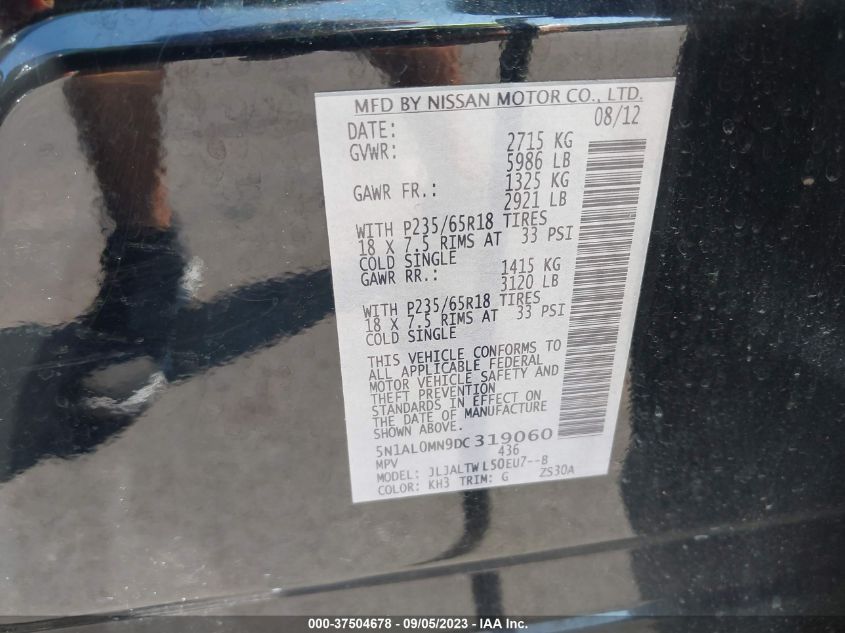 MFD BY NISSAN MOTOR CO., LTD.
DATE: 08/12
GVWR: 2715 KG
5986 LB
GAWR FR.: 1325 KG
2921 LB
WITH P235/65R18 TIRES
18 X 7.5 RIMS AT 33 PSI
COLD SINGLE
GAWR RR.: 1415 KG
3120 LB
WITH P235/65R18 TIRES
18 X 7.5 RIMS AT 33 PSI
COLD SINGLE
THIS VEHICLE CONFORMS TO
ALL APPLICABLE FEDERAL
MOTOR VEHICLE SAFETY AND
THEFT PREVENTION
STANDARDS IN EFFECT ON
THE DATE OF MANUFACTURE
5N1AL0MN9DC319060
MPV 436
MODEL: JLJALTWL50EU7--B
COLOR: KH3 TRIM: G ZS30A
000-37504678 - 09/05/2023 - IAA Inc.